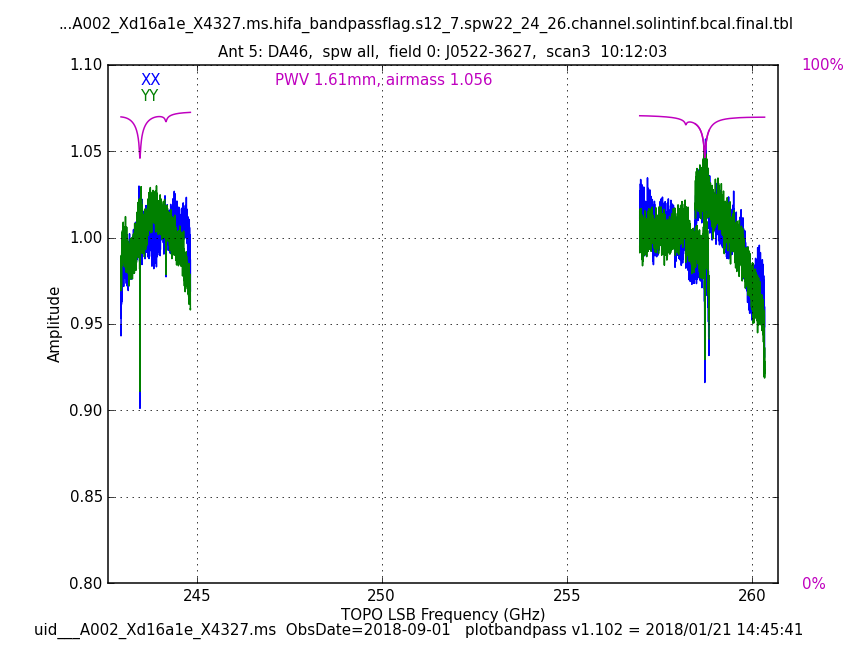 ...A002_Xd16a1e_X4327.ms.hifa_bandpassflag.s12_7.spw22_24_26.channel.solintinf.bcal.final.tbl
Ant 5: DA46,  spw all,  field 0: J0522-3627,  scan3  10:12:03
1.10
100%
XX
PWV 1.61mm, airmass 1.056
YY
1.05
1.00
0.95
Amplitude
0.90
0.85
0.80
0%
245
250
255
260
TOPO LSB Frequency (GHz)
uid___A002_Xd16a1e_X4327.ms  ObsDate=2018-09-01   plotbandpass v1.102 = 2018/01/21 14:45:41